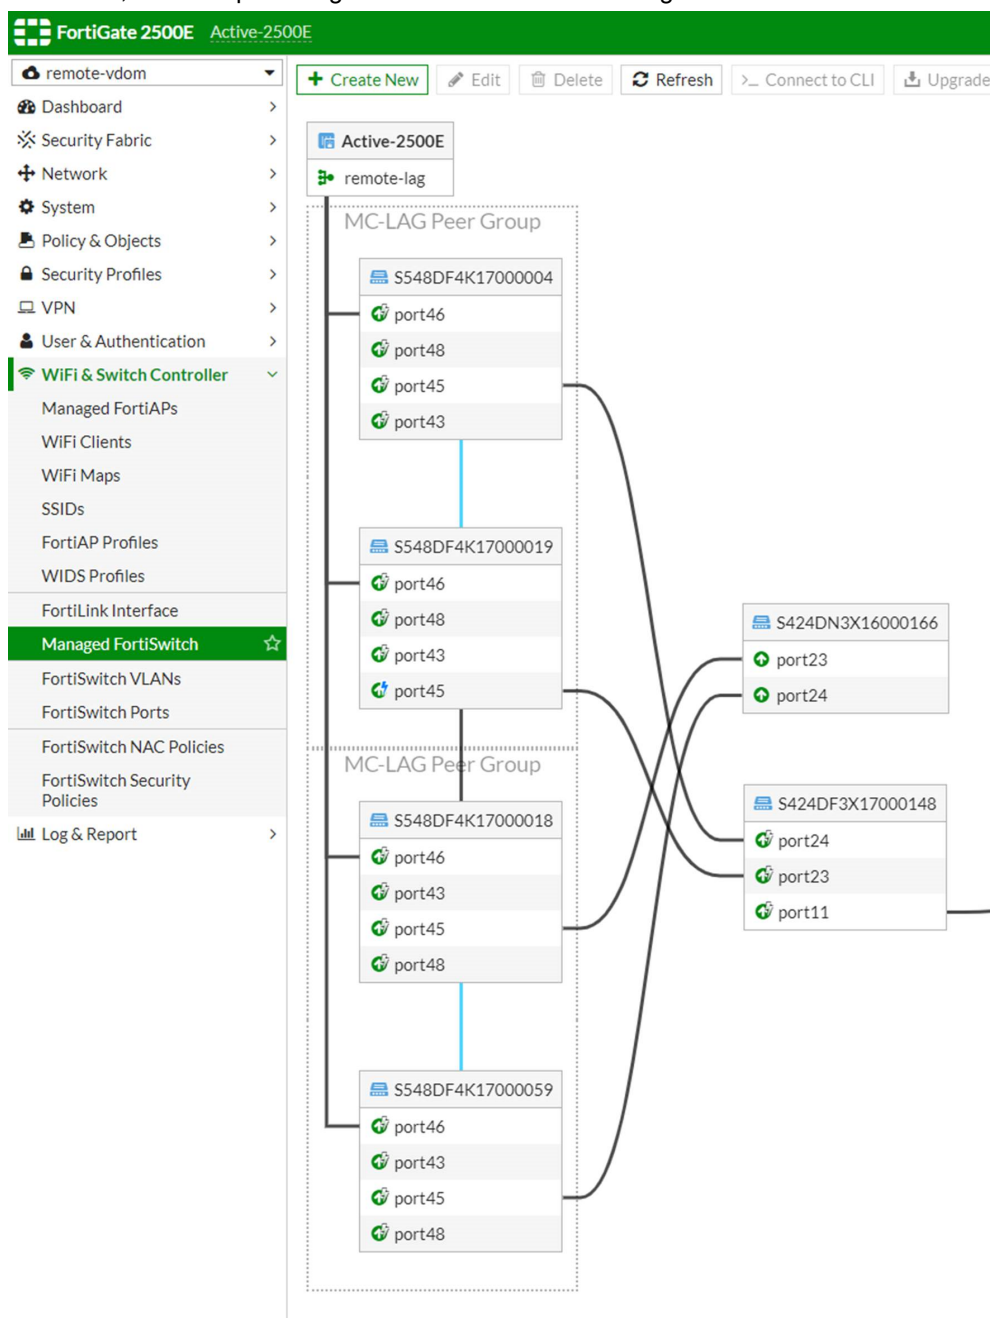 FortiGate 2500E Active-2500E
remote-vdom
Dashboard
Security Fabric
Network
System
Policy & Objects
Security Profiles
VPN
User & Authentication
WiFi & Switch Controller
Managed FortiAPs
WiFi Clients
WiFi Maps
SSIDs
FortiAP Profiles
WIDS Profiles
FortiLink Interface
Managed FortiSwitch
FortiSwitch VLANs
FortiSwitch Ports
FortiSwitch NAC Policies
FortiSwitch Security
Policies
Log & Report
Create New Edit Delete Refresh >_ Connect to CLI Upgrade
Active-2500E
remote-lag
MC-LAG Peer Group
S548DF4K17000004
port46
port48
port45
port43
S548DF4K17000019
port46
port48
port43
port45
MC-LAG Peer Group
S548DF4K17000018
port46
port43
port45
port48
S548DF4K17000059
port46
port43
port45
port48
S424DN3X16000166
port23
port24
S424DF3X17000148
port24
port23
port11